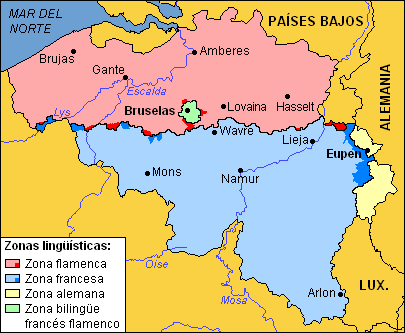 MAR DEL
NORTE
PAÍSES BAJOS
ALEMANIA
Brujas
Amberes
Gante
Escalda
Lys
Bruselas
Lovaina
Hasselt
Wavre
Lieja
Eupen
Mons
Namur
Oise
Mosa
Arlon
LUX.
Zonas lingüísticas:
Zona flamenca
Zona francesa
Zona alemana
Zona bilingüe
francés flamenco